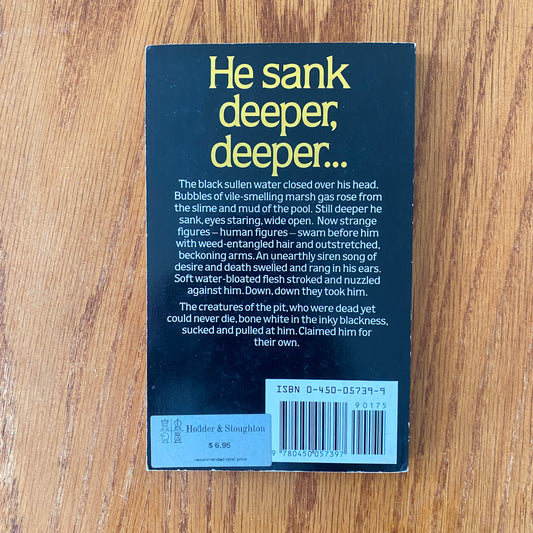 He sank
deeper,
deeper...
The black sullen water closed over his head.
Bubbles of vile-smelling marsh gas rose from
the slime and mud of the pool. Still deeper he
sank, eyes staring, wide open. Now strange
figures – human figures – swam before him
with weed-entangled hair and outstretched,
beckoning arms. An unearthly siren song of
desire and death swelled and rang in his ears.
Soft water-bloated flesh stroked and nuzzled
against him. Down, down they took him.
The creatures of the pit, who were dead yet
could never die, bone white in the inky blackness,
sucked and pulled at him. Claimed him for
their own.
ISBN 0-450-05739-9
90175
Hodder & Stoughton
$ 6.95
recommended retail price
9 780450 057397